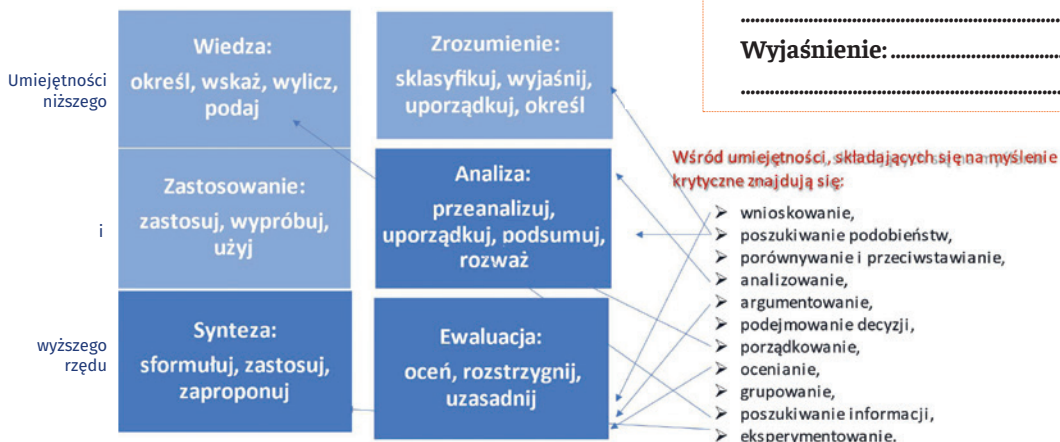 Wyjaśnienie:
Umiejętności
niższego
i
wyższego
rzędu
Wiedza:
określ, wskaż, wylicz,
podaj
Zrozumienie:
sklasyfikuj, wyjaśnij,
uporządkuj, określ
Zastosowanie:
zastosuj, wypróbuj,
użyj
Analiza:
przeanalizuj,
uporządkuj, podsumuj,
rozważ
Synteza:
sformułuj, zastosuj,
zaproponuj
Ewaluacja:
oceń, rozstrzygnij,
uzasadnij
Wśród umiejętności, składających się na myślenie
krytyczne znajdują się:
➢ wnioskowanie,
➢ poszukiwanie podobieństw,
➢ porównywanie i przeciwstawianie,
➢ analizowanie,
➢ argumentowanie,
➢ podejmowanie decyzji,
➢ porządkowanie,
➢ ocenianie,
➢ grupowanie,
➢ poszukiwanie informacji,
➢ eksperymentowanie.